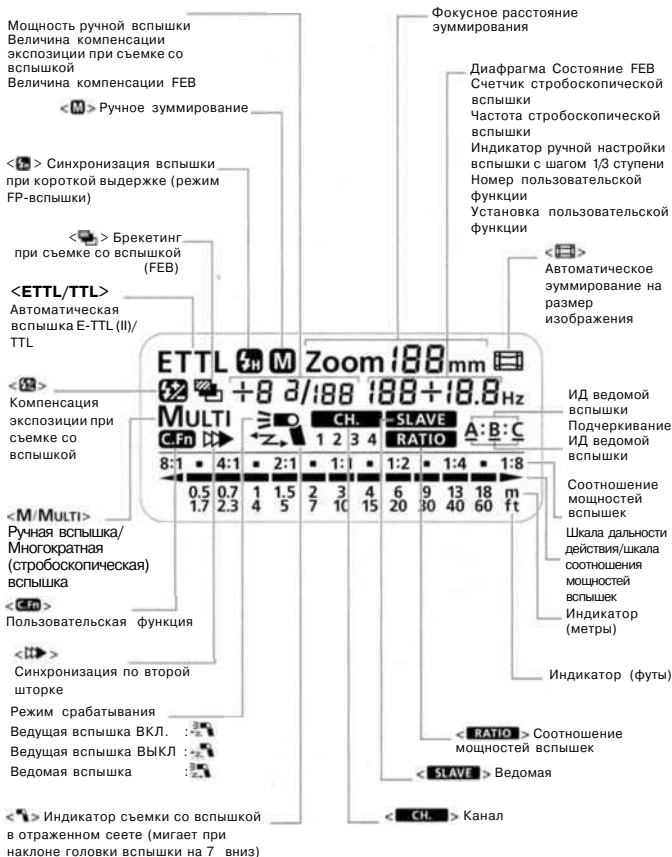 Мощность ручной вспышки
Величина компенсации
экспозиции при съемке со
вспышкой
Величина компенсации FEB
<M> Ручное зуммирование
< > Синхронизация вспышки
при короткой выдержке (режим
FP-вспышки)
< > Брекетинг
при съемке со вспышкой
(FEB)
<ETTL/TTL>
Автоматическая
вспышка E-TTL (II)/
TTL
< >
Компенсация
экспозиции при
съемке со
вспышкой
<M/MULTI>
Ручная вспышка/
Многократная
(стробоскопическая)
вспышка
<C.Fn>
Пользовательская функция
< >
Синхронизация по второй
шторке
Режим срабатывания
Ведущая вспышка ВКЛ. :
Ведущая вспышка ВЫКЛ :
Ведомая вспышка :
< > Индикатор съемки со вспышкой
в отраженном сеете (мигает при
наклоне головки вспышки на 7 вниз)
Фокусное расстояние
эуммирования
Диафрагма Состояние FEB
Счетчик стробоскопической
вспышки
Частота стробоскопической
вспышки
Индикатор ручной настройки
вспышки с шагом 1/3 ступени
Номер пользовательской
функции
Установка пользовательской
функции
< >
Автоматическое
эуммирование на
размер
изображения
ETTL H M Zoom 188 mm
+8 8/188 188+18.8 Hz
MULTI CH. SLAVE
C.Fn 1 2 3 4 RATIO A:B:C
8:1 ▪ 4:1 ▪ 2:1 ▪ 1:1 ▪ 1:2 ▪ 1:4 ▪ 1:8
0.5 0.7 1 1.5 2 3 4 6 9 13 18 m
1.7 2.3 4 5 7 10 15 20 30 40 60 ft
ИД ведомой
вспышки
Подчеркивание
ИД ведомой
вспышки
Соотношение
мощностей
вспышек
Шкала дальности
действия/шкала
соотношения
мощностей
вспышек
Индикатор
(метры)
Индикатор (футы)
< RATIO > Соотношение
мощностей вспышек
< SLAVE > Ведомая
< CH. > Канал